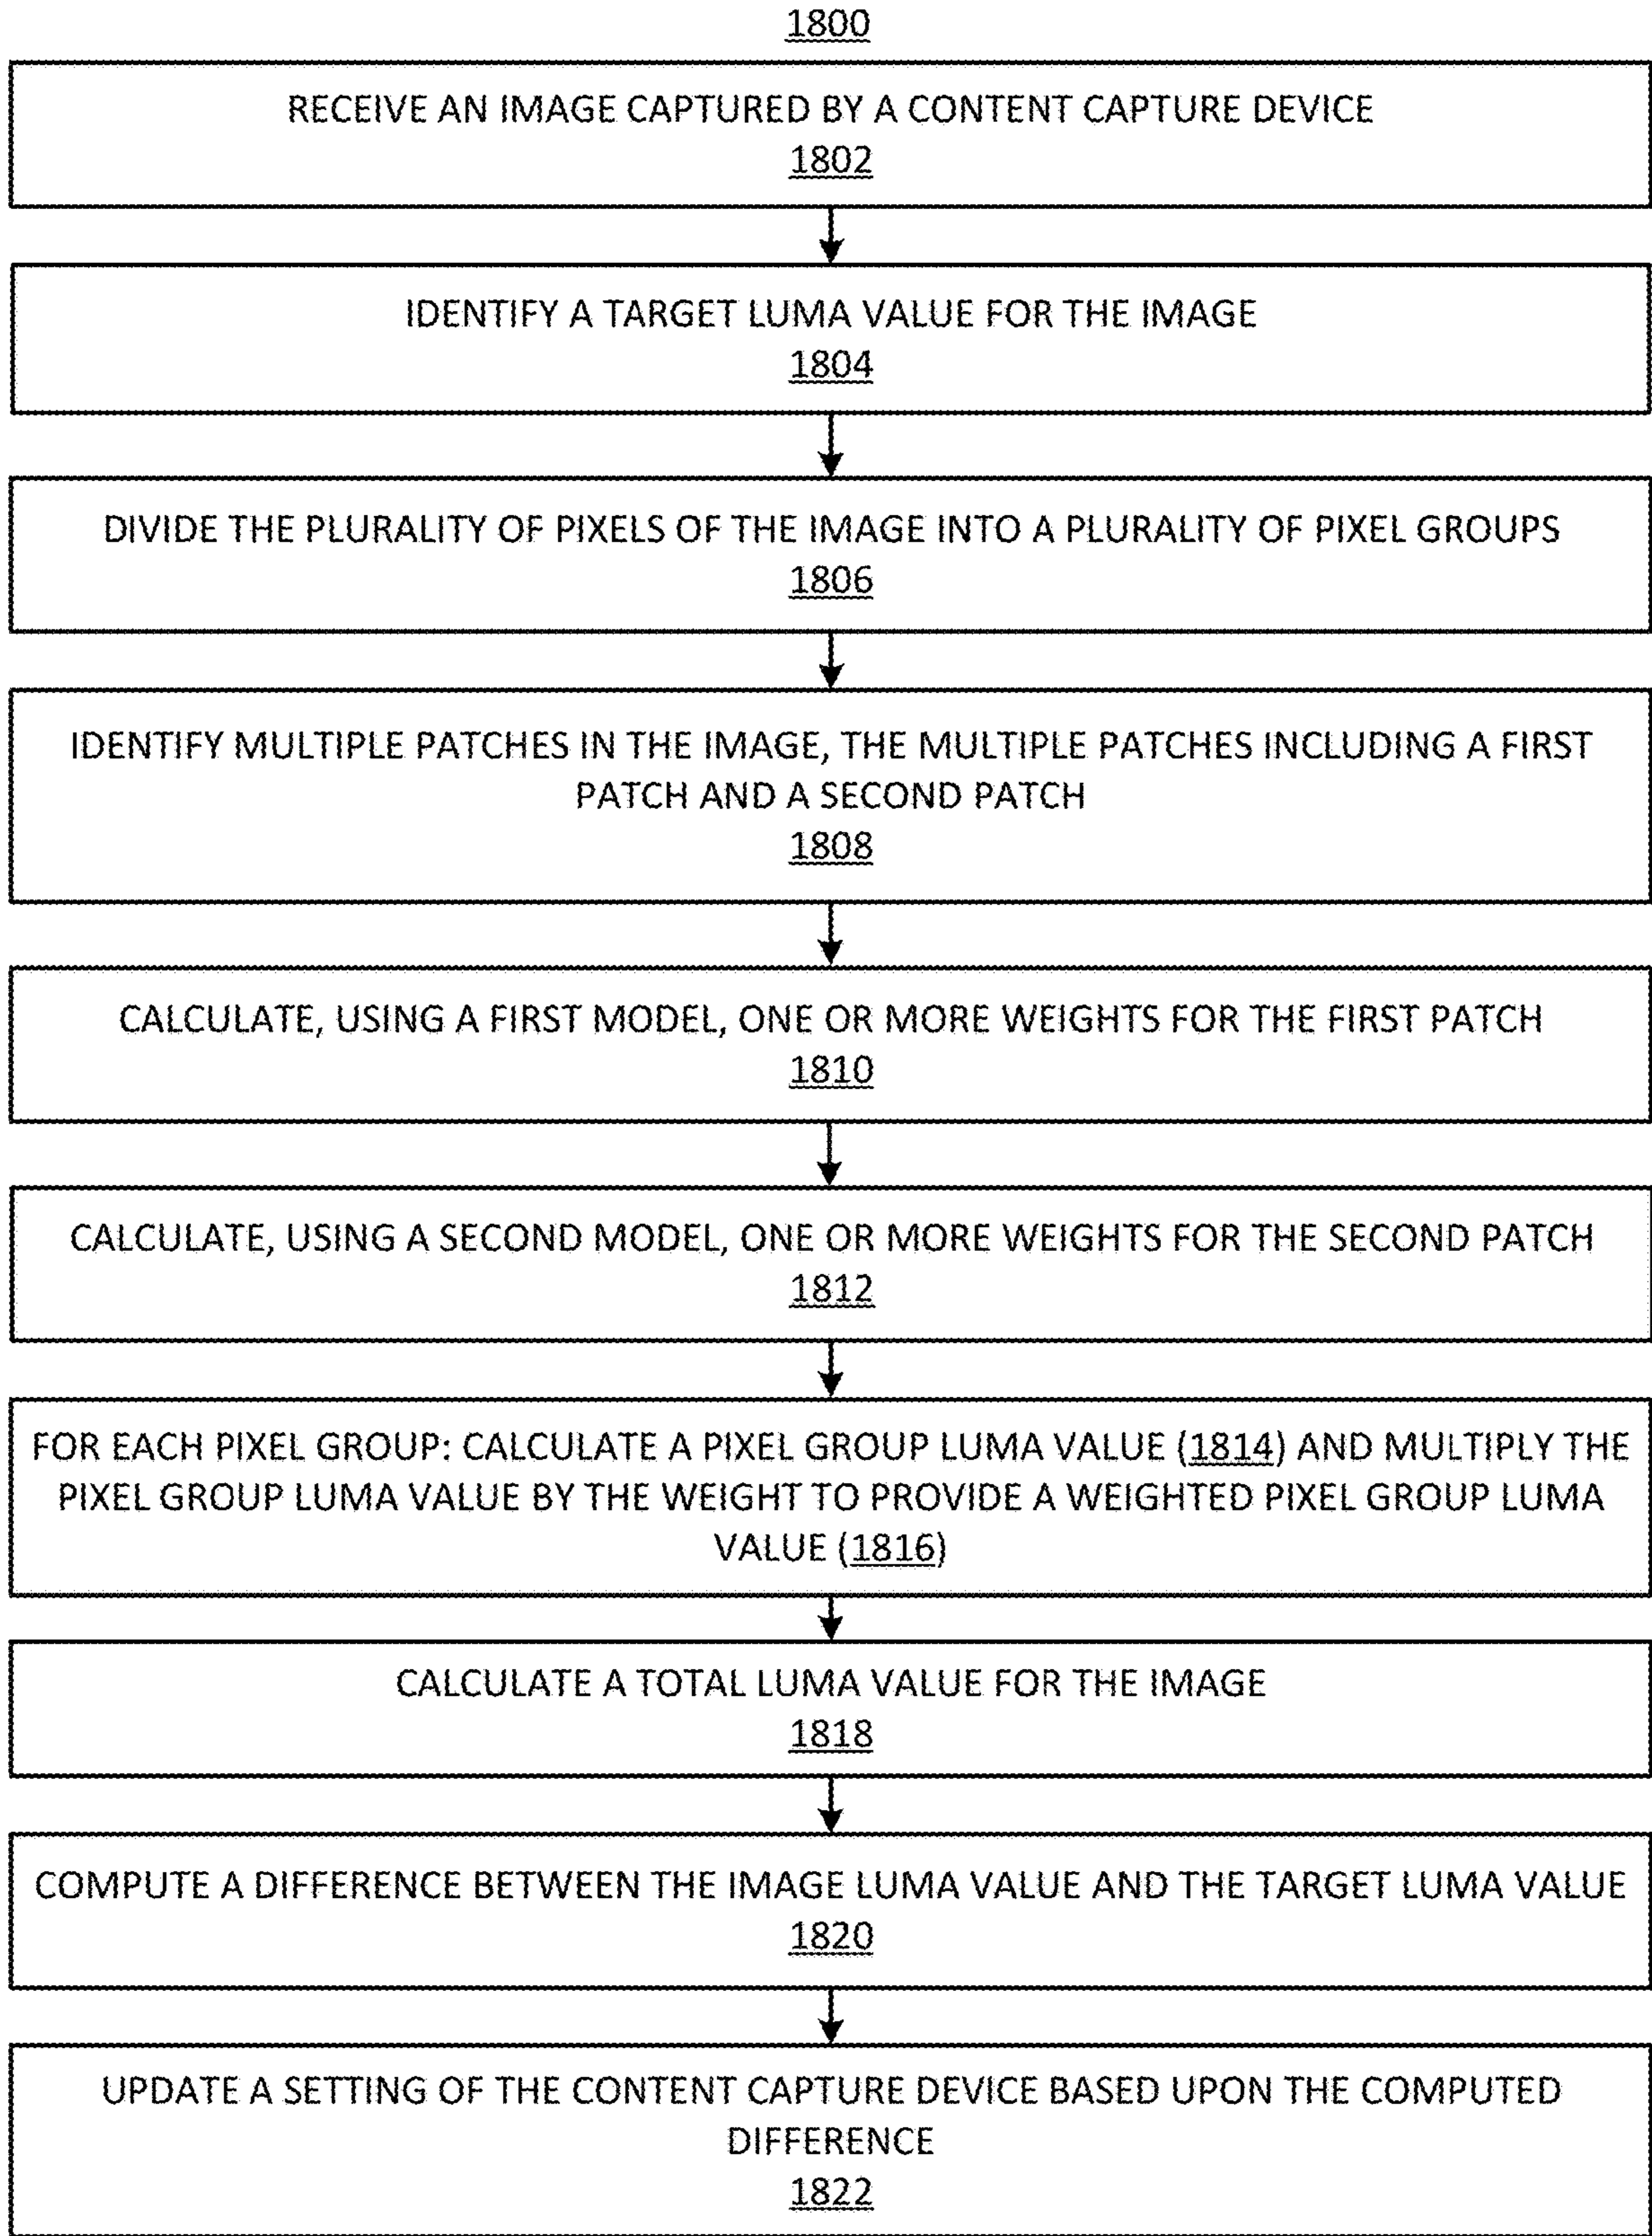 1800
RECEIVE AN IMAGE CAPTURED BY A CONTENT CAPTURE DEVICE
1802
IDENTIFY A TARGET LUMA VALUE FOR THE IMAGE
1804
DIVIDE THE PLURALITY OF PIXELS OF THE IMAGE INTO A PLURALITY OF PIXEL GROUPS
1806
IDENTIFY MULTIPLE PATCHES IN THE IMAGE, THE MULTIPLE PATCHES INCLUDING A FIRST
PATCH AND A SECOND PATCH
1808
CALCULATE, USING A FIRST MODEL, ONE OR MORE WEIGHTS FOR THE FIRST PATCH
1810
CALCULATE, USING A SECOND MODEL, ONE OR MORE WEIGHTS FOR THE SECOND PATCH
1812
FOR EACH PIXEL GROUP: CALCULATE A PIXEL GROUP LUMA VALUE (1814) AND MULTIPLY THE
PIXEL GROUP LUMA VALUE BY THE WEIGHT TO PROVIDE A WEIGHTED PIXEL GROUP LUMA
VALUE (1816)
CALCULATE A TOTAL LUMA VALUE FOR THE IMAGE
1818
COMPUTE A DIFFERENCE BETWEEN THE IMAGE LUMA VALUE AND THE TARGET LUMA VALUE
1820
UPDATE A SETTING OF THE CONTENT CAPTURE DEVICE BASED UPON THE COMPUTED
DIFFERENCE
1822